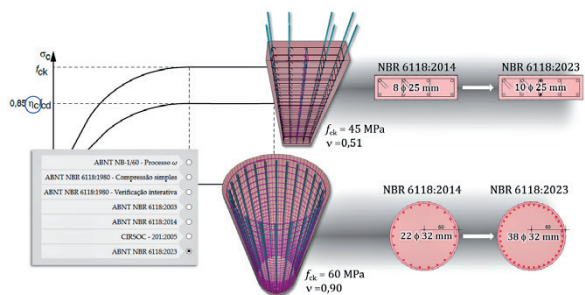 σc
fck
0,85 ηc fcd
ABNT NB-1/60 - Processo ω
ABNT NBR 6118:1980 - Compressão simples
ABNT NBR 6118:1980 - Verificação interativa
ABNT NBR 6118:2003
ABNT NBR 6118:2014
CIRSOC - 201:2005
ABNT NBR 6118:2023
fck = 45 MPa
ν=0,51
NBR 6118:2014
NBR 6118:2023
8 ϕ 25 mm
10 ϕ 25 mm
fck = 60 MPa
ν=0,90
NBR 6118:2014
NBR 6118:2023
60
60
22 ϕ 32 mm
38 ϕ 32 mm